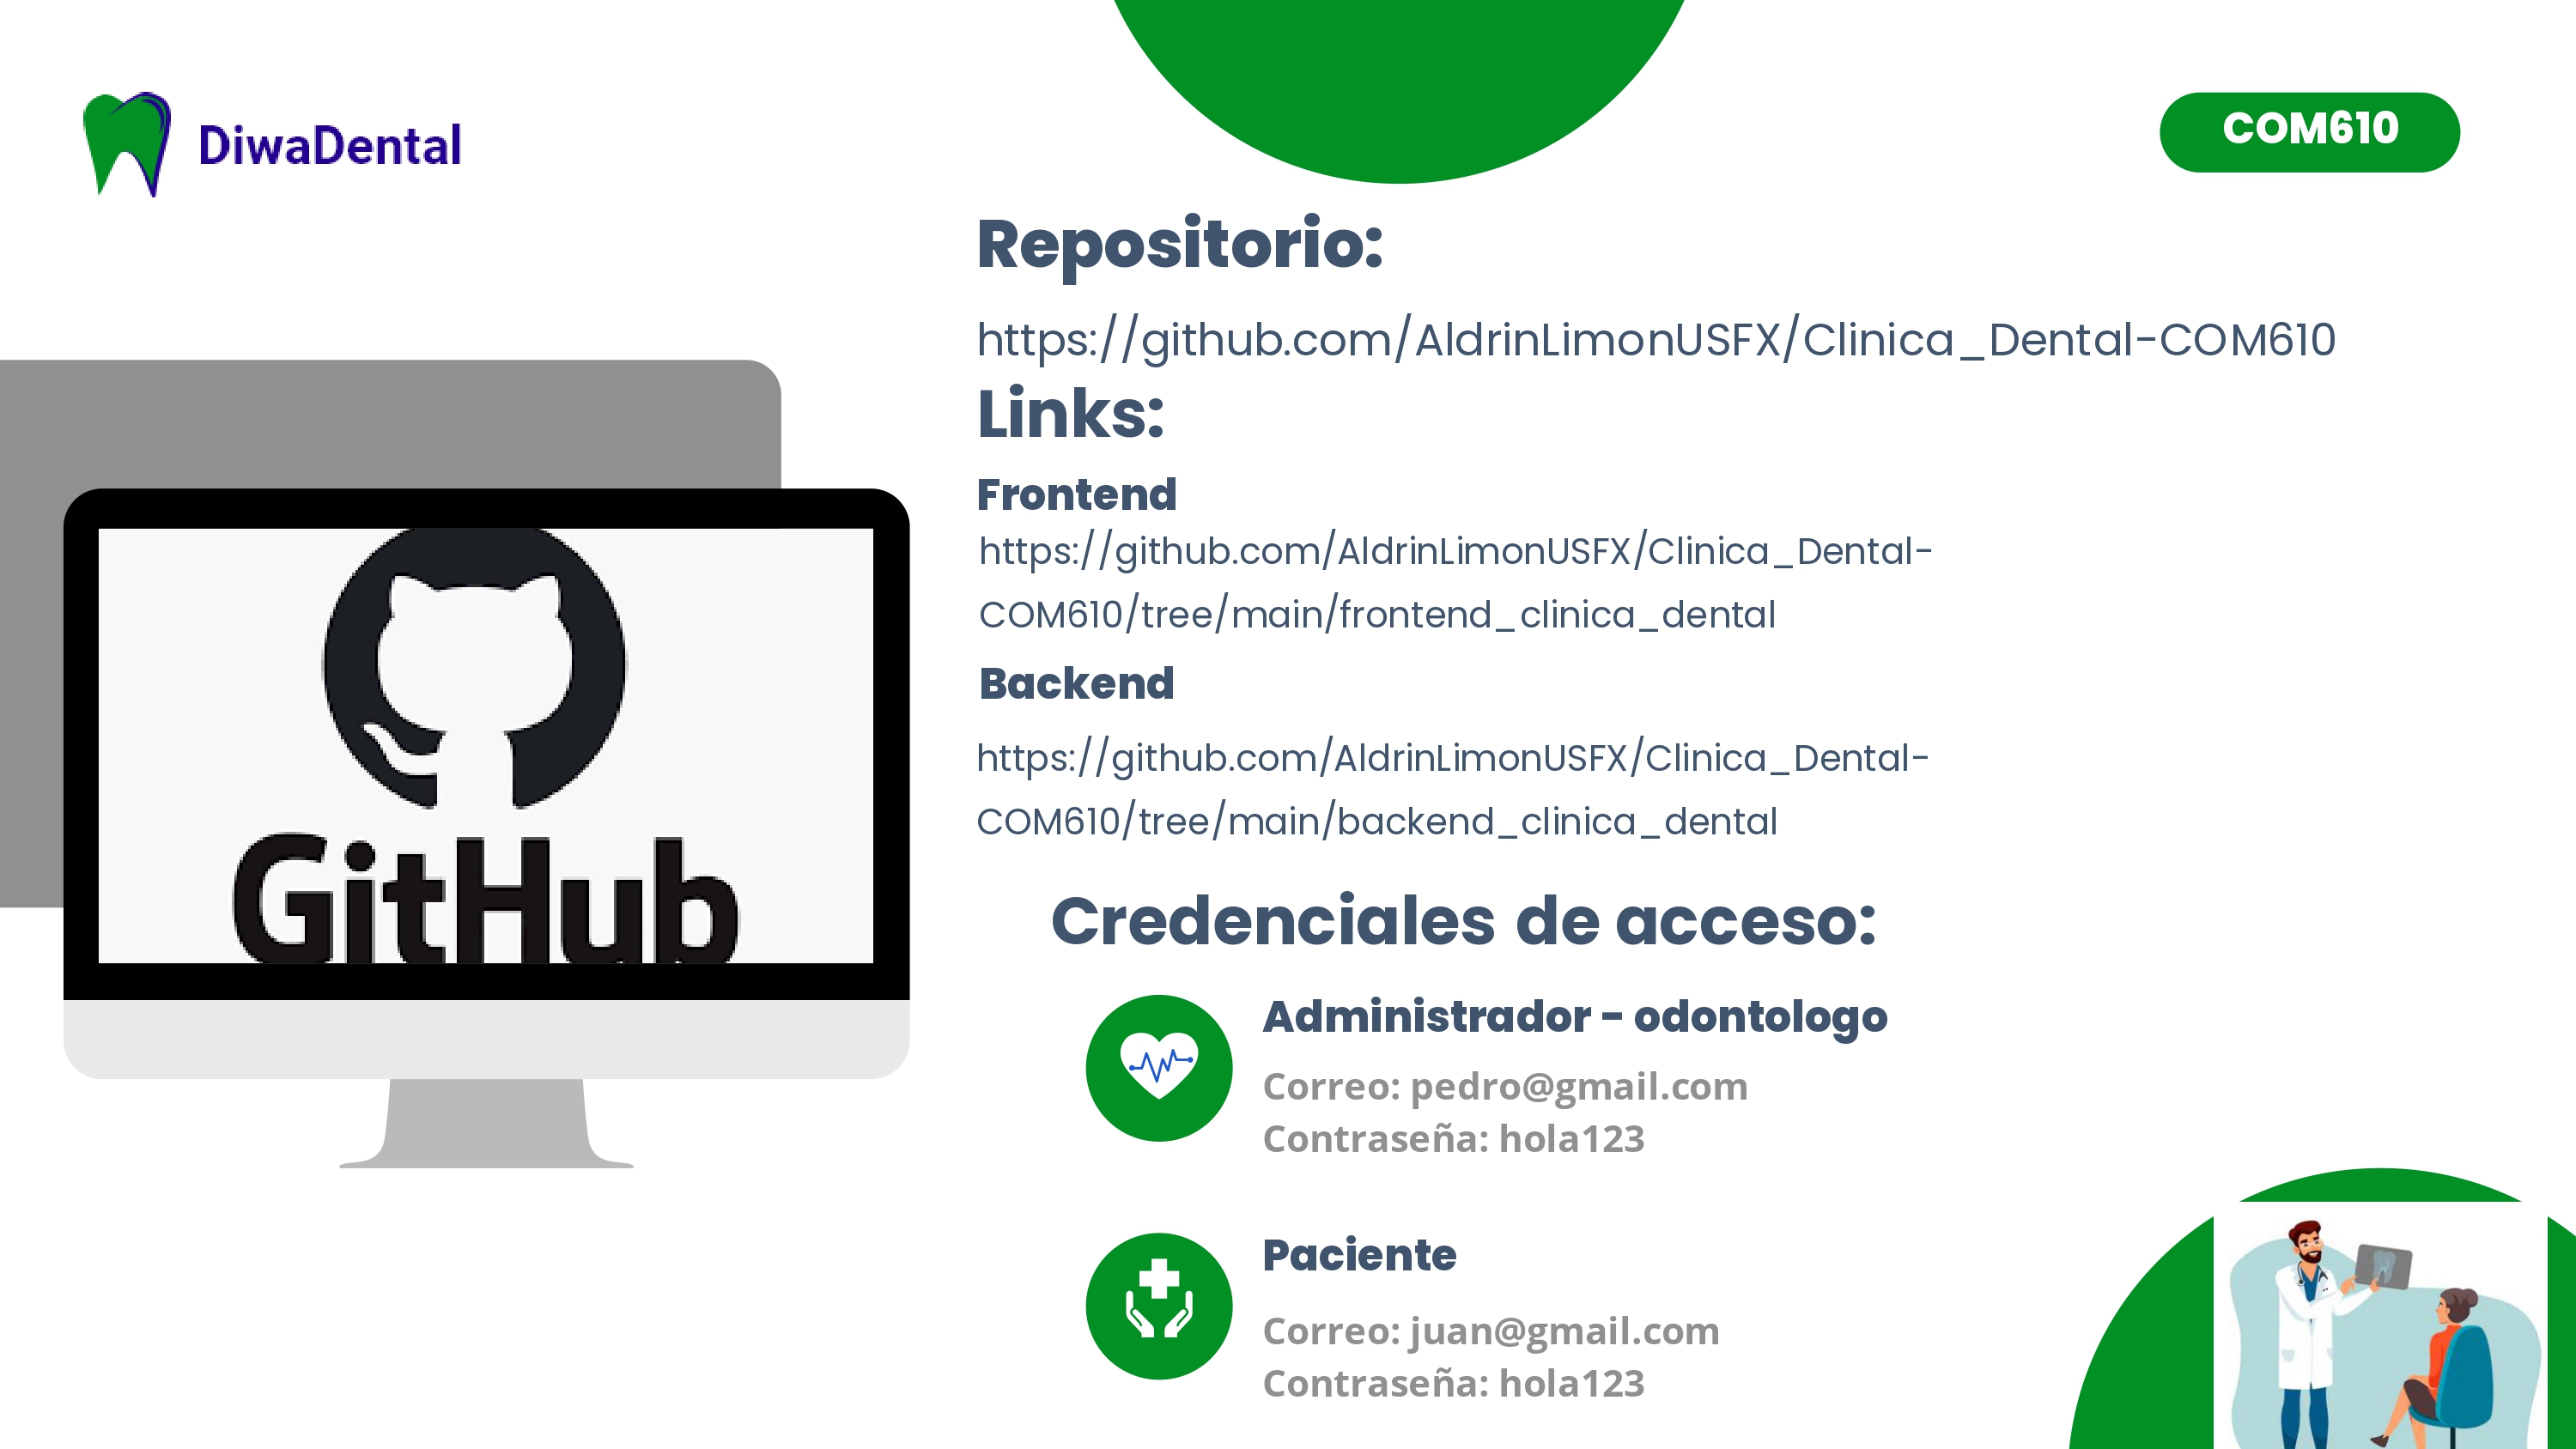 DiwaDental
COM610
Repositorio:
https://github.com/AldrinLimonUSFX/Clinica_Dental-COM610
Links:
Frontend
https://github.com/AldrinLimonUSFX/Clinica_Dental-
COM610/tree/main/frontend_clinica_dental
Backend
https://github.com/AldrinLimonUSFX/Clinica_Dental-
COM610/tree/main/backend_clinica_dental
GitHub
Credenciales de acceso:
Administrador - odontologo
Correo: pedro@gmail.com
Contraseña: hola123
Paciente
Correo: juan@gmail.com
Contraseña: hola123